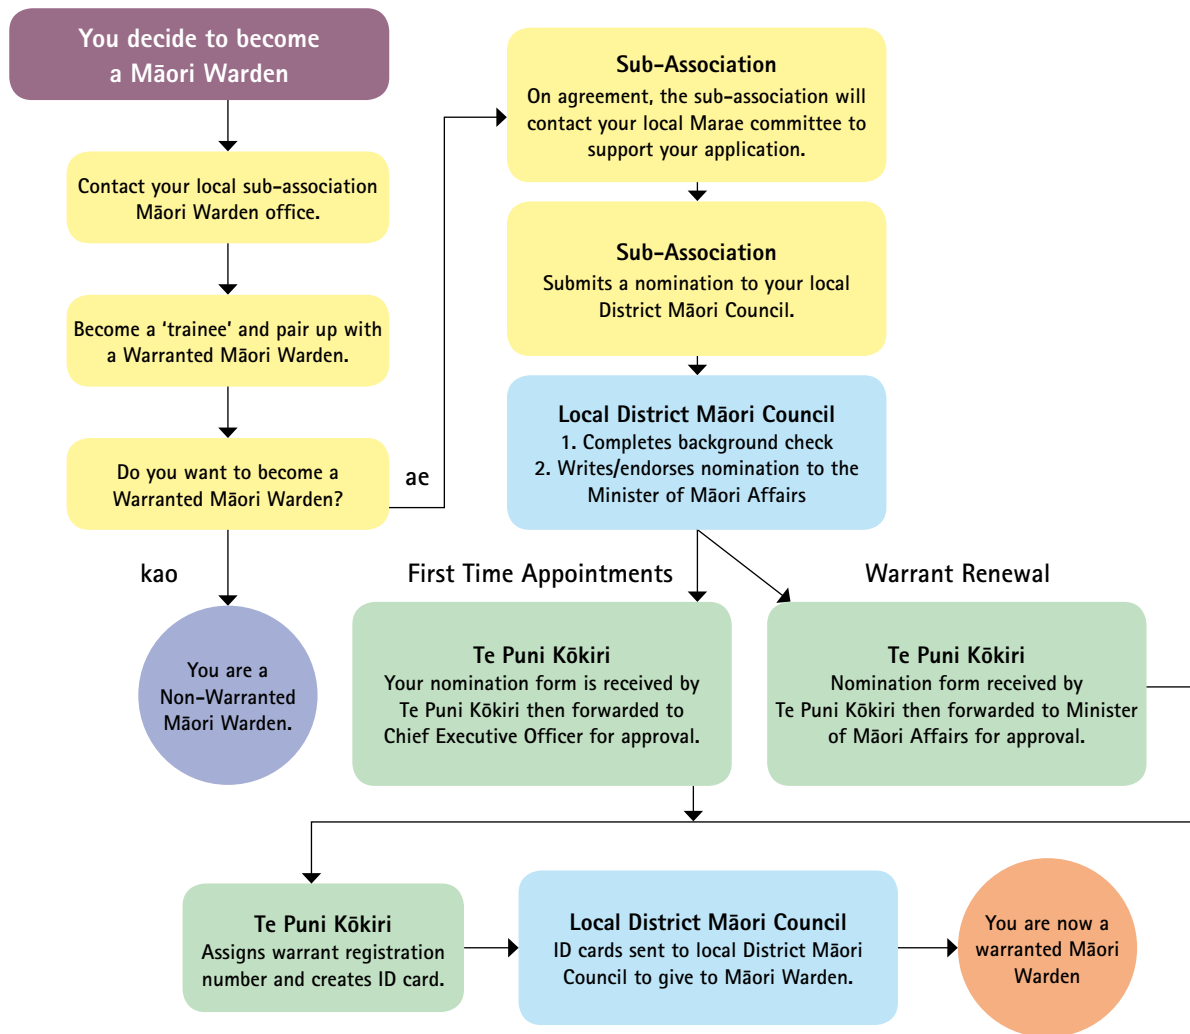 You decide to become
a Māori Warden
Contact your local sub-association
Māori Warden office.
Become a ‘trainee’ and pair up with
a Warranted Māori Warden.
Do you want to become a
Warranted Māori Warden?
ae
kao
You are a
Non-Warranted
Māori Warden.
Sub-Association
On agreement, the sub-association will
contact your local Marae committee to
support your application.
Sub-Association
Submits a nomination to your local
District Māori Council.
Local District Māori Council
1. Completes background check
2. Writes/endorses nomination to the
Minister of Māori Affairs
First Time Appointments
Warrant Renewal
Te Puni Kōkiri
Your nomination form is received by
Te Puni Kōkiri then forwarded to
Chief Executive Officer for approval.
Te Puni Kōkiri
Nomination form received by
Te Puni Kōkiri then forwarded to Minister
of Māori Affairs for approval.
Te Puni Kōkiri
Assigns warrant registration
number and creates ID card.
Local District Māori Council
ID cards sent to local District Māori
Council to give to Māori Warden.
You are now a
warranted Māori
Warden